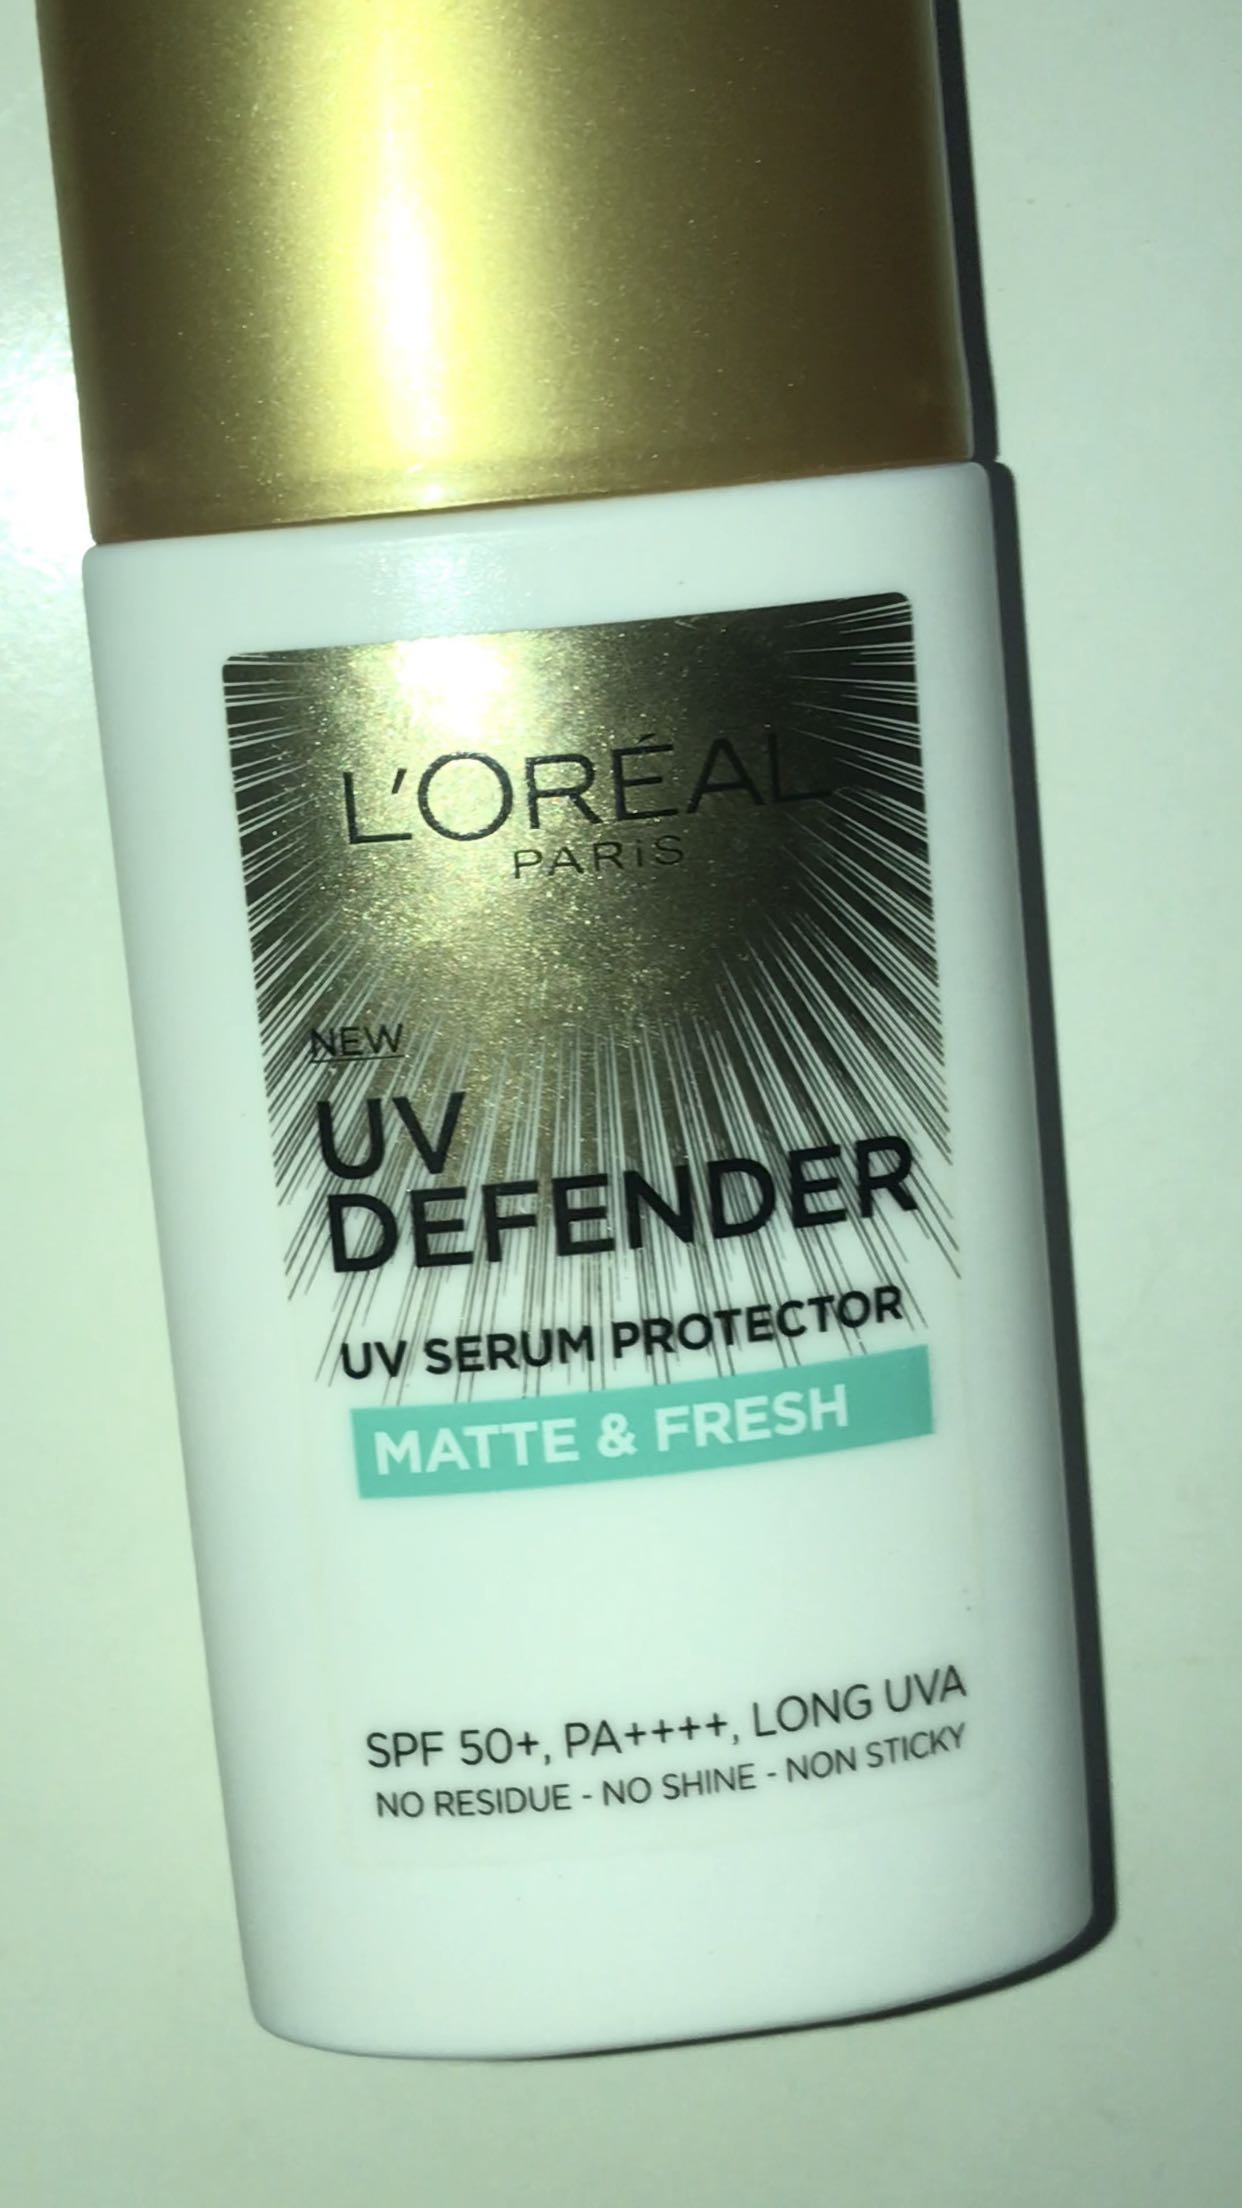 L'ORÉAL
PARiS
NEW
UV
DEFENDER
UV SERUM PROTECTOR
MATTE & FRESH
SPF 50+, PA++++, LONG UVA
NO RESIDUE - NO SHINE - NON STICKY